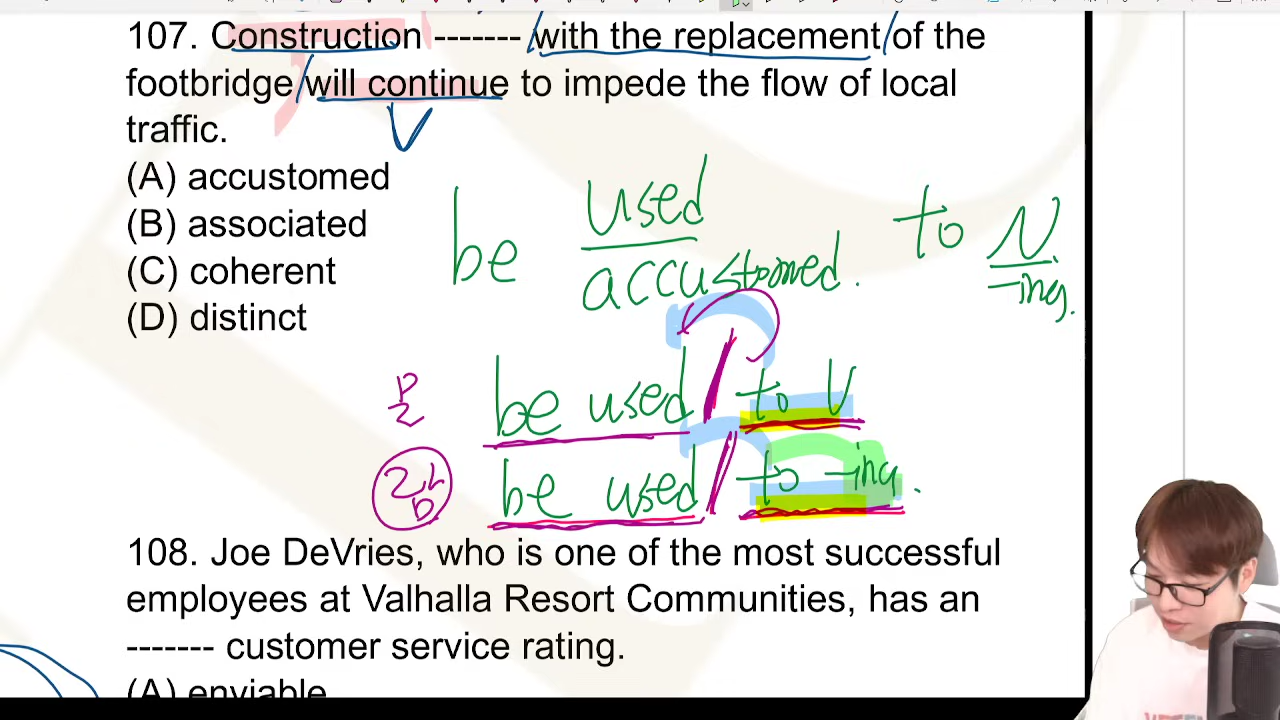 107. Construction ------- with the replacement of the
footbridge will continue to impede the flow of local
traffic.
V
(A) accustomed
(B) associated
(C) coherent
(D) distinct
be used to N.
accustomed. -ing.
be used / to V
be used / to -ing.
108. Joe DeVries, who is one of the most successful
employees at Valhalla Resort Communities, has an
------- customer service rating.
(A) enviable